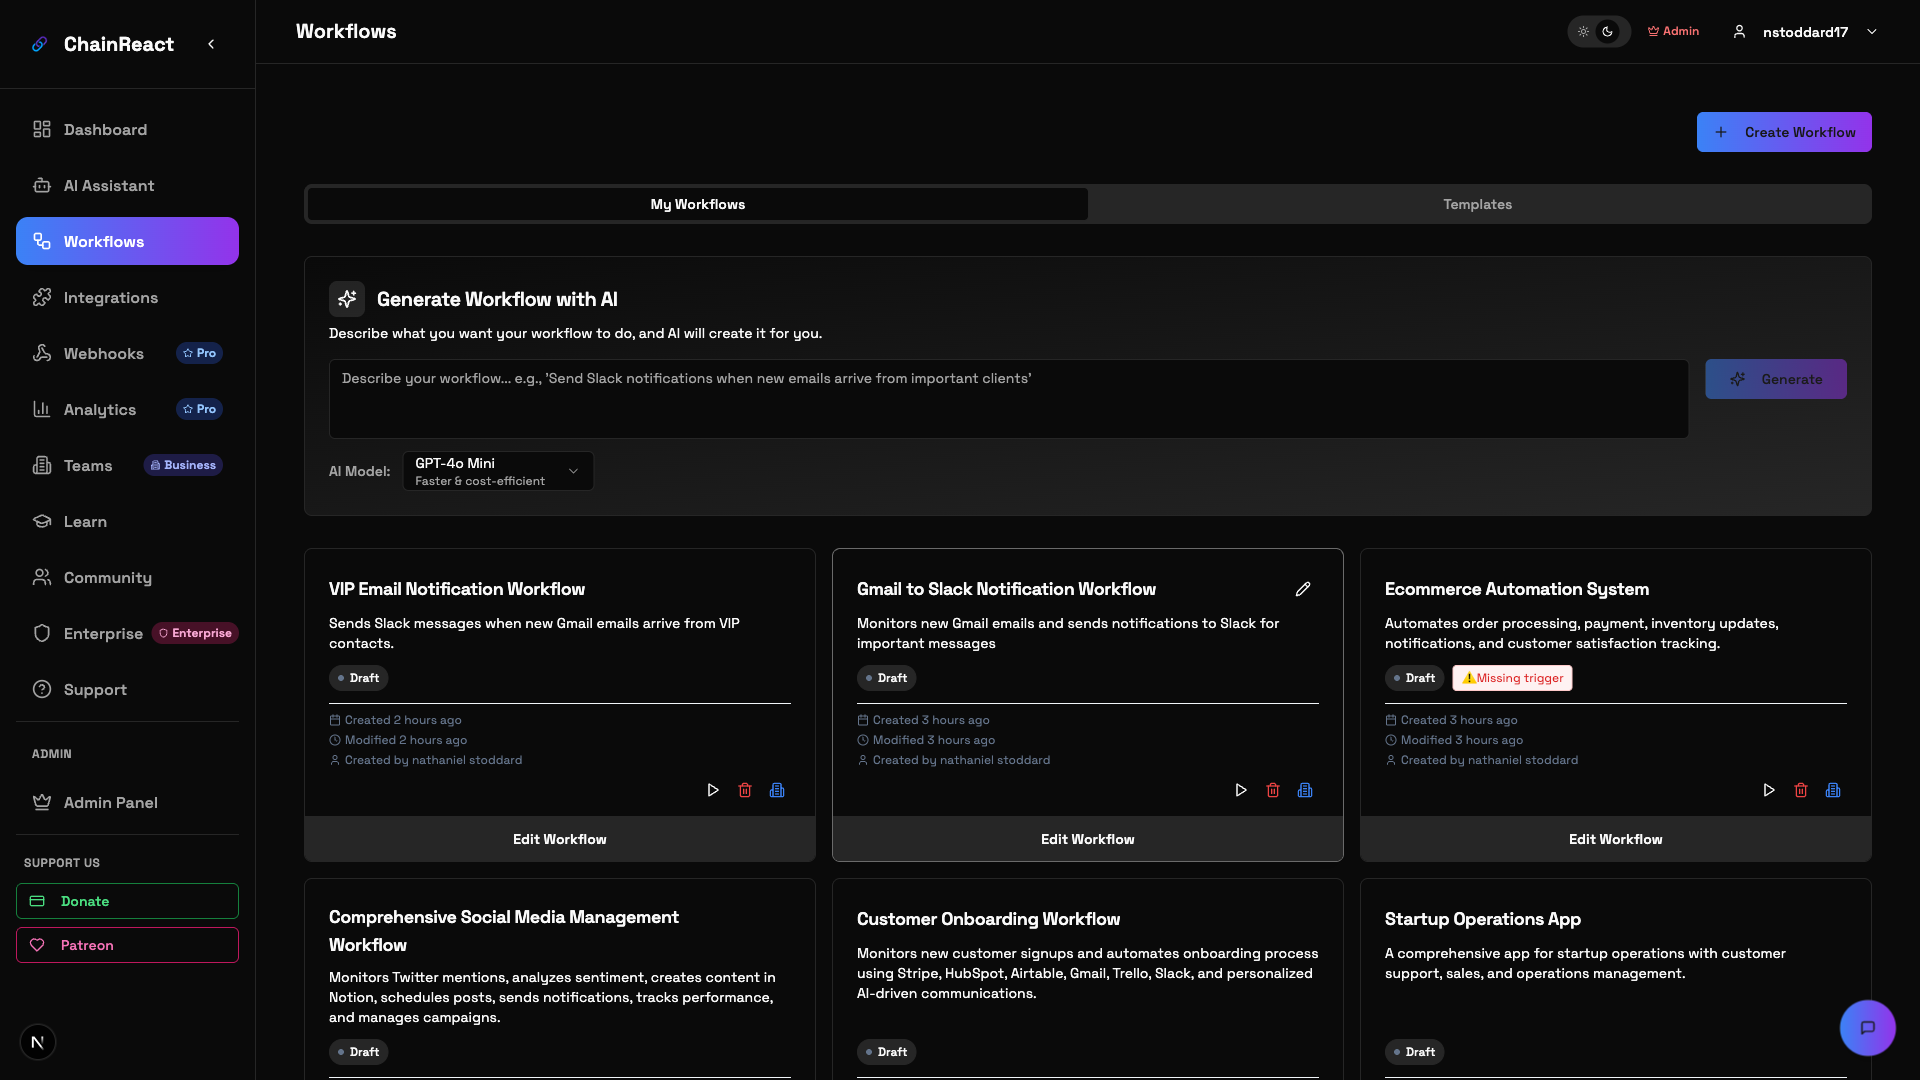 ChainReact
Workflows
Admin
nstoddard17
Dashboard
AI Assistant
Workflows
Integrations
Webhooks
Pro
Analytics
Pro
Teams
Business
Learn
Community
Enterprise
Enterprise
Support
ADMIN
Admin Panel
SUPPORT US
Donate
Patreon
N
Create Workflow
My Workflows
Templates
Generate Workflow with AI
Describe what you want your workflow to do, and AI will create it for you.
Describe your workflow... e.g., 'Send Slack notifications when new emails arrive from important clients'
Generate
AI Model:
GPT-4o Mini
Faster & cost-efficient
VIP Email Notification Workflow
Sends Slack messages when new Gmail emails arrive from VIP
contacts.
Draft
Created 2 hours ago
Modified 2 hours ago
Created by nathaniel stoddard
Edit Workflow
Gmail to Slack Notification Workflow
Monitors new Gmail emails and sends notifications to Slack for
important messages
Draft
Created 3 hours ago
Modified 3 hours ago
Created by nathaniel stoddard
Edit Workflow
Ecommerce Automation System
Automates order processing, payment, inventory updates,
notifications, and customer satisfaction tracking.
Draft
⚠️Missing trigger
Created 3 hours ago
Modified 3 hours ago
Created by nathaniel stoddard
Edit Workflow
Comprehensive Social Media Management
Workflow
Monitors Twitter mentions, analyzes sentiment, creates content in
Notion, schedules posts, sends notifications, tracks performance,
and manages campaigns.
Draft
Customer Onboarding Workflow
Monitors new customer signups and automates onboarding process
using Stripe, HubSpot, Airtable, Gmail, Trello, Slack, and personalized
AI-driven communications.
Draft
Startup Operations App
A comprehensive app for startup operations with customer
support, sales, and operations management.
Draft